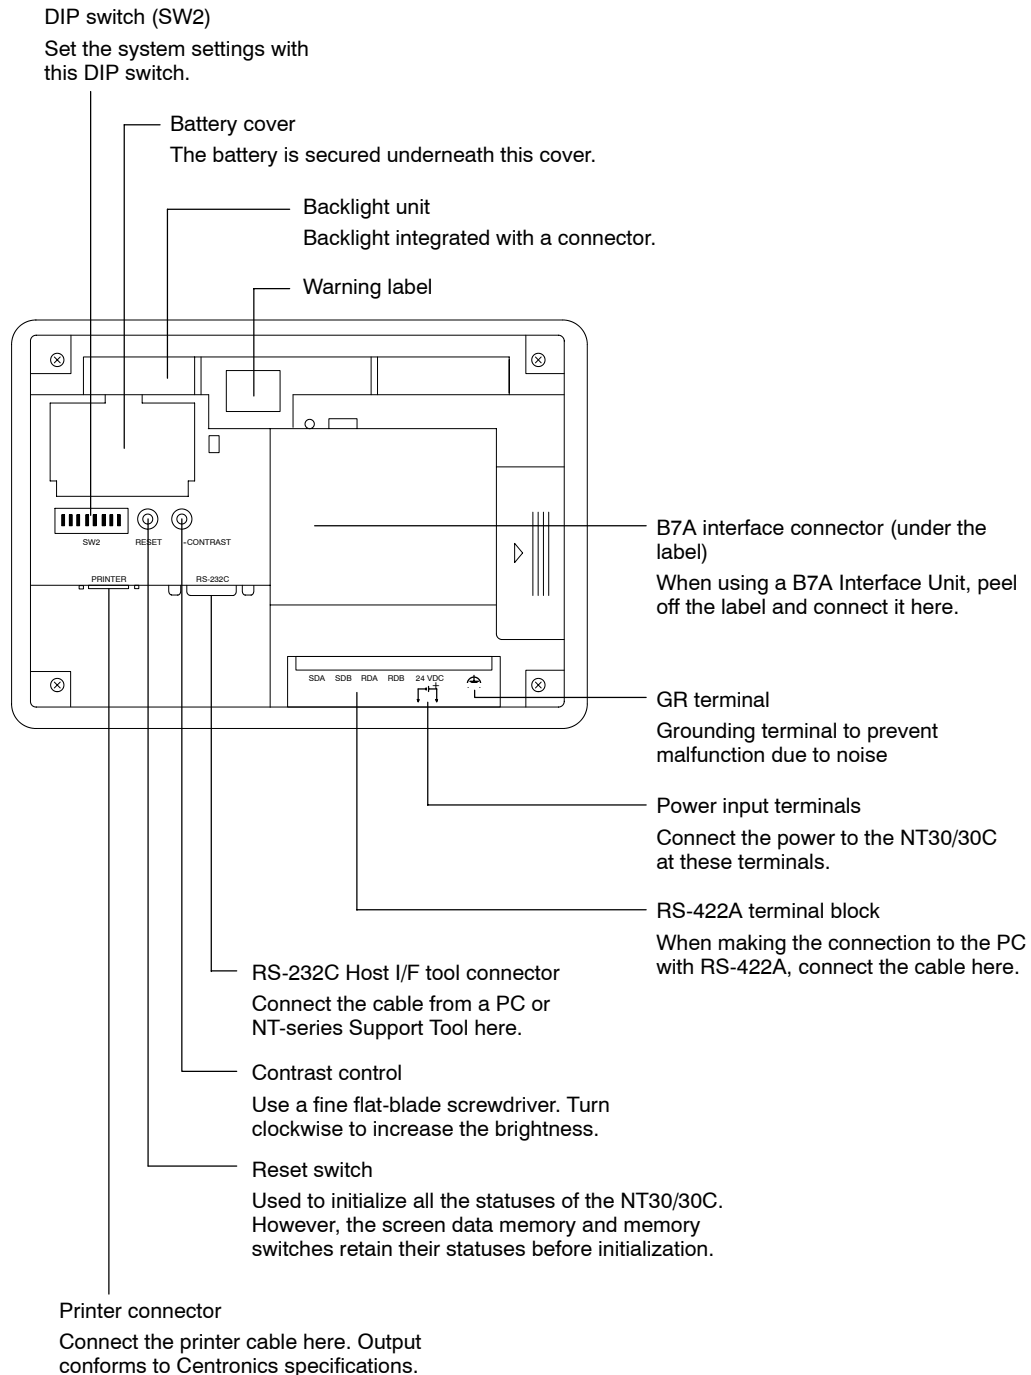 DIP switch (SW2)
Set the system settings with
this DIP switch.
Battery cover
The battery is secured underneath this cover.
Backlight unit
Backlight integrated with a connector.
Warning label
SW2
RESET
-CONTRAST
PRINTER
RS-232C
B7A interface connector (under the
label)
When using a B7A Interface Unit, peel
off the label and connect it here.
SDA SDB RDA RDB 24 VDC
+
GR terminal
Grounding terminal to prevent
malfunction due to noise
Power input terminals
Connect the power to the NT30/30C
at these terminals.
RS-422A terminal block
When making the connection to the PC
with RS-422A, connect the cable here.
RS-232C Host I/F tool connector
Connect the cable from a PC or
NT-series Support Tool here.
Contrast control
Use a fine flat-blade screwdriver. Turn
clockwise to increase the brightness.
Reset switch
Used to initialize all the statuses of the NT30/30C.
However, the screen data memory and memory
switches retain their statuses before initialization.
Printer connector
Connect the printer cable here. Output
conforms to Centronics specifications.